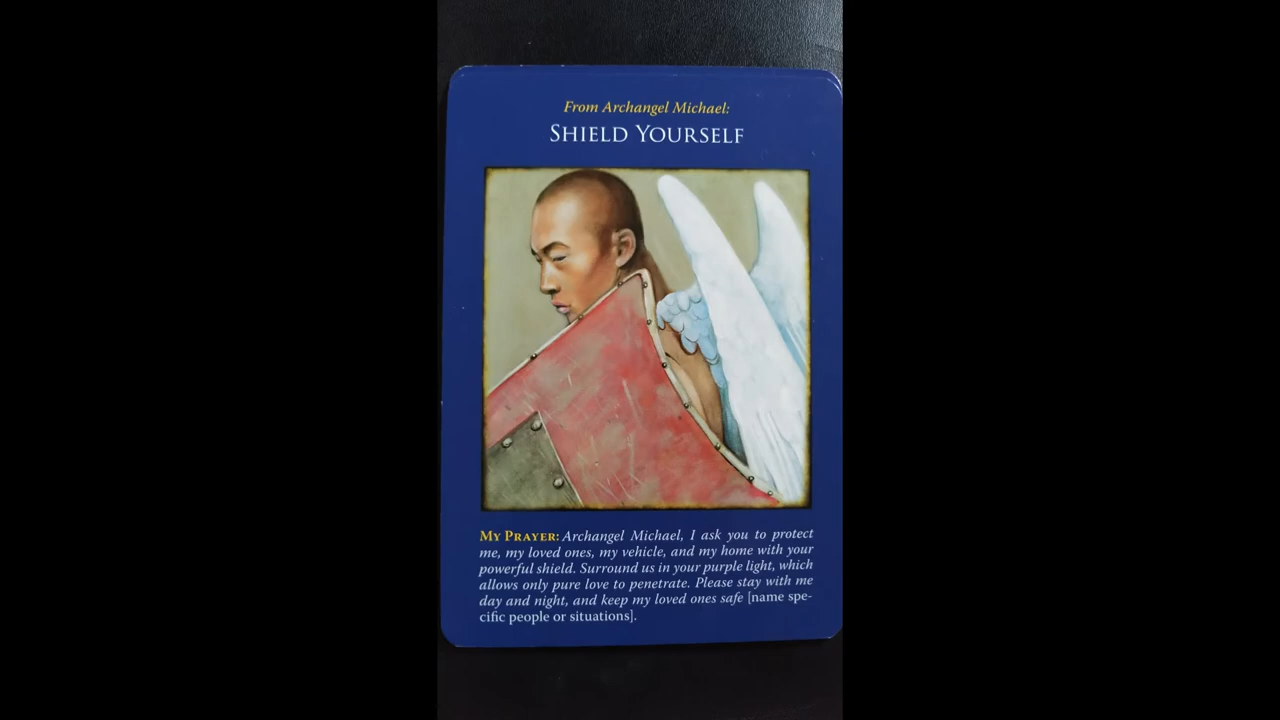 From Archangel Michael:
Shield Yourself
My Prayer: Archangel Michael, I ask you to protect
me, my loved ones, my vehicle, and my home with your
powerful shield. Surround us in your purple light, which
allows only pure love to penetrate. Please stay with me
day and night, and keep my loved ones safe [name spe-
cific people or situations].